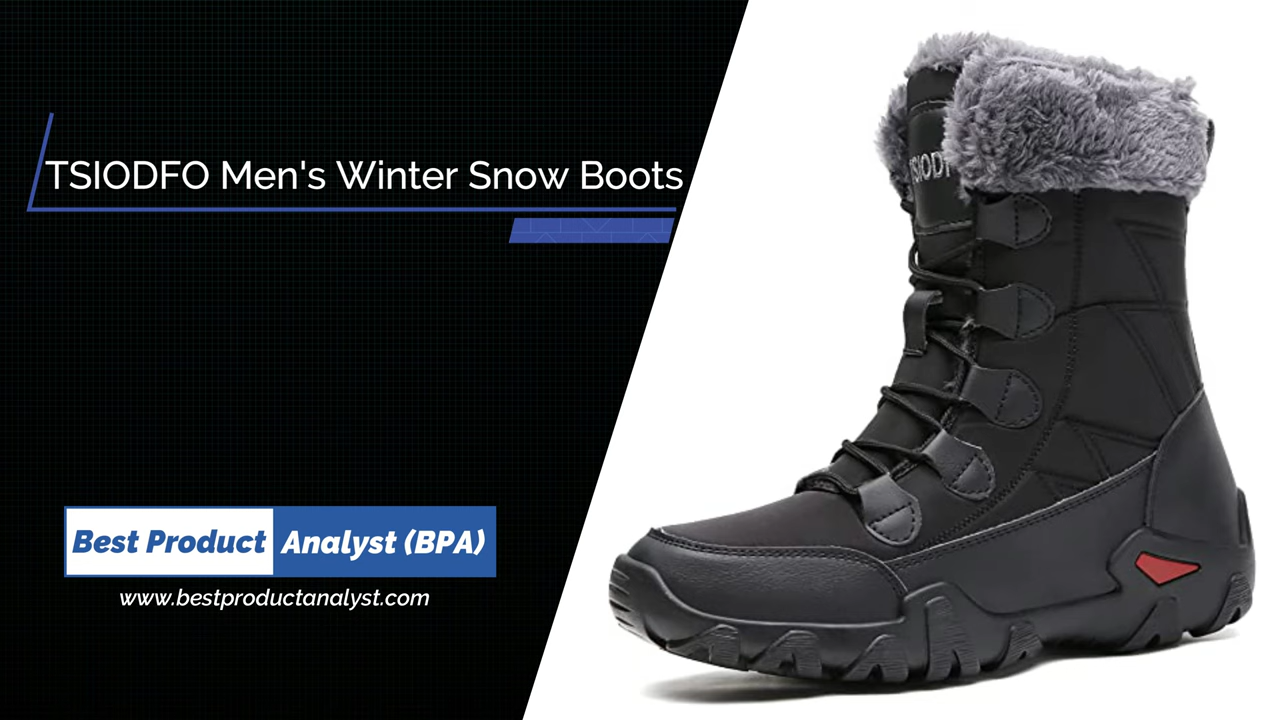 TSIODFO Men's Winter Snow Boots
Best Product Analyst (BPA)
www.bestproductanalyst.com